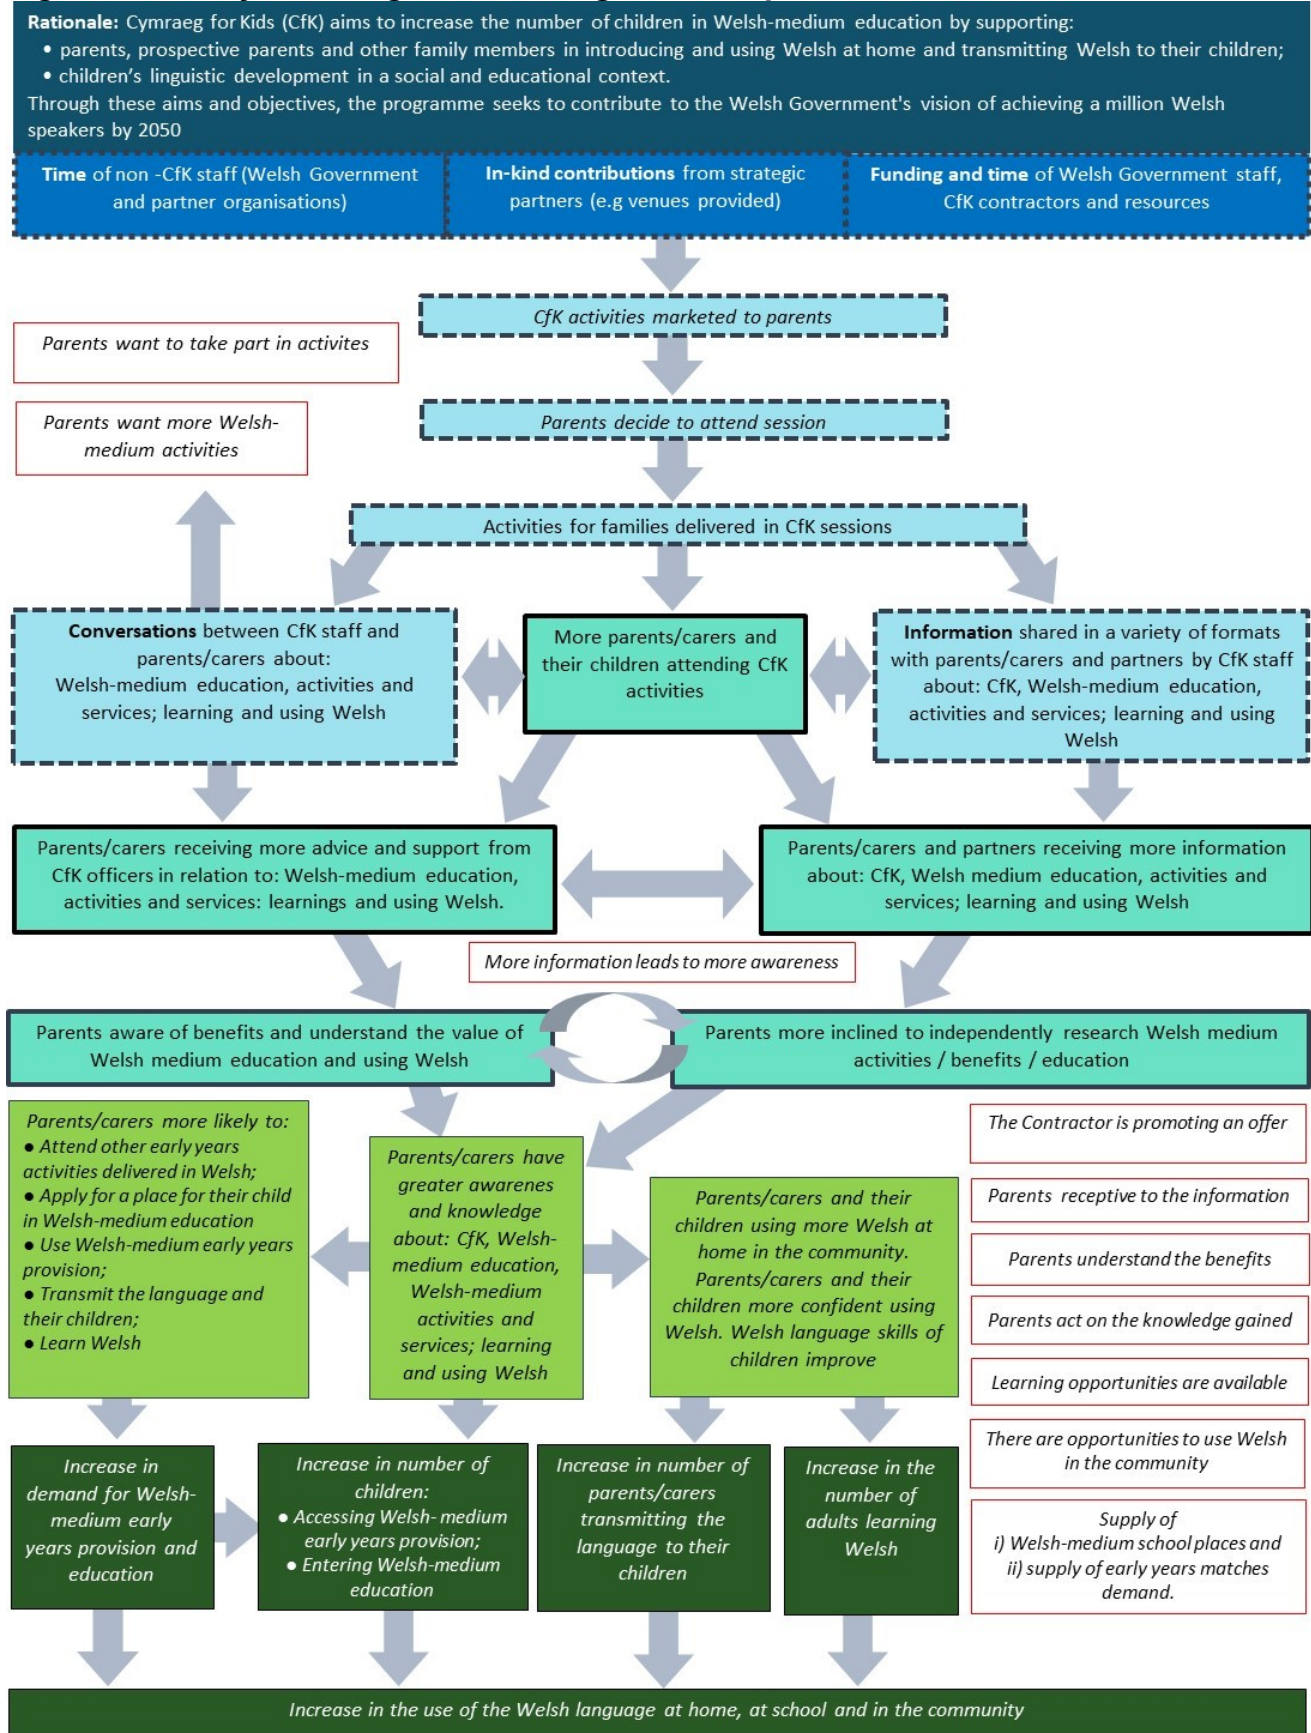 Rationale: Cymraeg for Kids (CfK) aims to increase the number of children in Welsh-medium education by supporting:
• parents, prospective parents and other family members in introducing and using Welsh at home and transmitting Welsh to their children;
• children's linguistic development in a social and educational context.
Through these aims and objectives, the programme seeks to contribute to the Welsh Government's vision of achieving a million Welsh
speakers by 2050
Time of non -CfK staff (Welsh Government
and partner organisations)
In-kind contributions from strategic
partners (e.g venues provided)
Funding and time of Welsh Government staff,
CfK contractors and resources
CfK activities marketed to parents
Parents want to take part in activites
Parents decide to attend session
Parents want more Welsh-
medium activities
Activities for families delivered in CfK sessions
Conversations between CfK staff and
parents/carers about:
Welsh-medium education, activities and
services; learning and using Welsh
More parents/carers and
their children attending CfK
activities
Information shared in a variety of formats
with parents/carers and partners by CfK staff
about: CfK, Welsh-medium education,
activities and services; learning and using
Welsh
Parents/carers receiving more advice and support from
CfK officers in relation to: Welsh-medium education,
activities and services: learnings and using Welsh.
Parents/carers and partners receiving more information
about: CfK, Welsh medium education, activities and
services; learning and using Welsh
More information leads to more awareness
Parents aware of benefits and understand the value of
Welsh medium education and using Welsh
Parents more inclined to independently research Welsh medium
activities / benefits / education
Parents/carers more likely to:
● Attend other early years
activities delivered in Welsh;
● Apply for a place for their child
in Welsh-medium education
● Use Welsh-medium early years
provision;
● Transmit the language and
their children;
● Learn Welsh
Parents/carers have
greater awarenes
and knowledge
about: CfK, Welsh-
medium education,
Welsh-medium
activities and
services; learning
and using Welsh
Parents/carers and their
children using more Welsh at
home in the community.
Parents/carers and their
children more confident using
Welsh. Welsh language skills of
children improve
The Contractor is promoting an offer
Parents receptive to the information
Parents understand the benefits
Parents act on the knowledge gained
Learning opportunities are available
There are opportunities to use Welsh
in the community
Supply of
i) Welsh-medium school places and
ii) supply of early years matches
demand.
Increase in
demand for Welsh-
medium early
years provision and
education
Increase in number of
children:
● Accessing Welsh- medium
early years provision;
● Entering Welsh-medium
education
Increase in number of
parents/carers
transmitting the
language to their
children
Increase in the
number of
adults learning
Welsh
Increase in the use of the Welsh language at home, at school and in the community